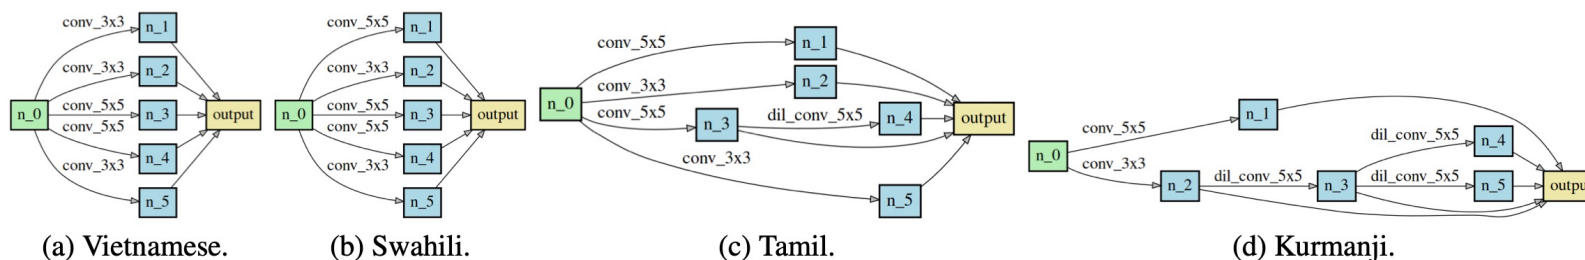 conv_3x3
n_1
conv_3x3
n_2
n_0
conv_5x5
n_3
output
conv_5x5
n_4
conv_3x3
n_5
(a) Vietnamese.
conv_5x5
n_1
conv_3x3
n_2
n_0
conv_5x5
n_3
output
conv_5x5
n_4
conv_3x3
n_5
(b) Swahili.
conv_5x5
n_1
conv_3x3
n_2
n_0
conv_5x5
n_3
dil_conv_5x5
n_4
output
conv_3x3
n_5
(c) Tamil.
n_0
conv_5x5
n_1
conv_3x3
n_2
dil_conv_5x5
n_3
dil_conv_5x5
n_4
dil_conv_5x5
n_5
outpu
(d) Kurmanji.